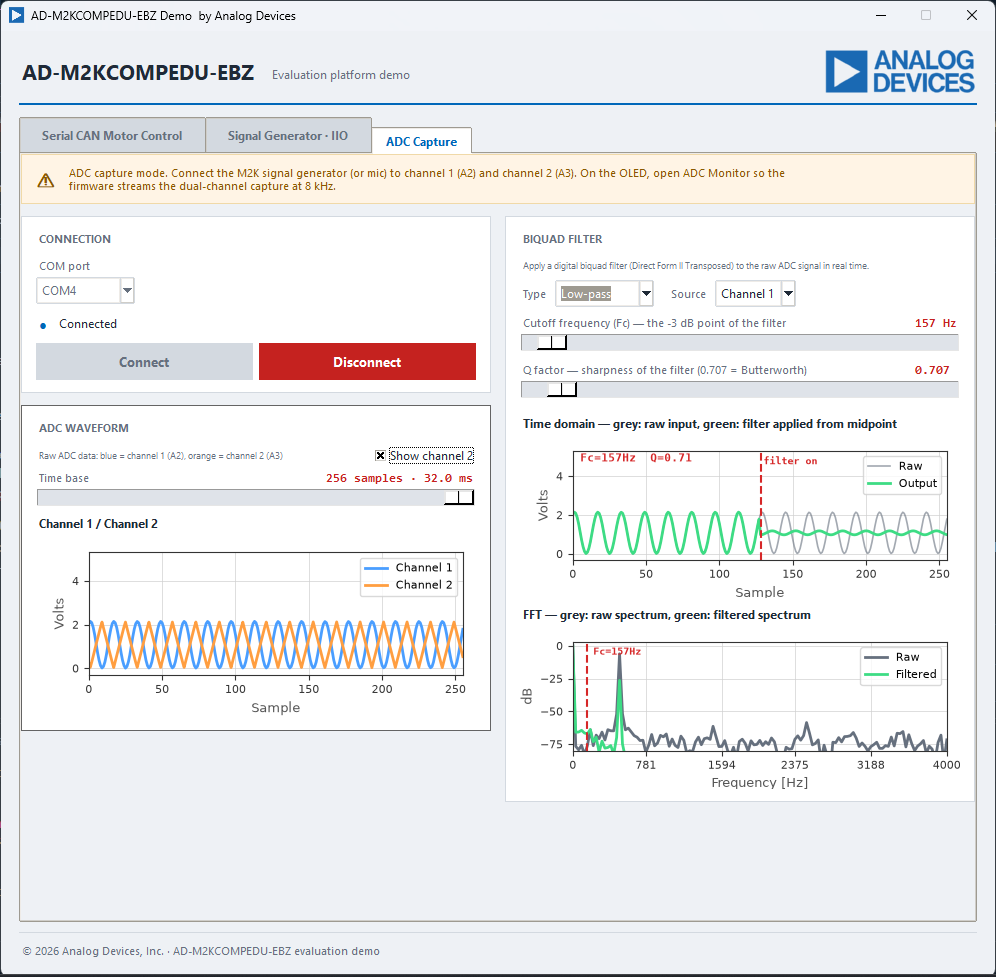 AD-M2KCOMPEDU-EBZ Demo by Analog Devices
AD-M2KCOMPEDU-EBZ Evaluation platform demo
ANALOG
DEVICES
Serial CAN Motor Control Signal Generator · IIO ADC Capture
ADC capture mode. Connect the M2K signal generator (or mic) to channel 1 (A2) and channel 2 (A3). On the OLED, open ADC Monitor so the
firmware streams the dual-channel capture at 8 kHz.
CONNECTION
COM port
COM4
Connected
Connect Disconnect
ADC WAVEFORM
Raw ADC data: blue = channel 1 (A2), orange = channel 2 (A3) Show channel 2
Time base 256 samples · 32.0 ms
Channel 1 / Channel 2
Channel 1
Channel 2
4
2
0
Volts
0 50 100 150 200 250
Sample
BIQUAD FILTER
Apply a digital biquad filter (Direct Form II Transposed) to the raw ADC signal in real time.
Type Low-pass Source Channel 1
Cutoff frequency (Fc) — the -3 dB point of the filter 157 Hz
Q factor — sharpness of the filter (0.707 = Butterworth) 0.707
Time domain — grey: raw input, green: filter applied from midpoint
Fc=157Hz Q=0.71 filter on
Raw
Output
4
2
0
Volts
0 50 100 150 200 250
Sample
FFT — grey: raw spectrum, green: filtered spectrum
Fc=157Hz
Raw
Filtered
0
−25
−50
−75
dB
0 781 1594 2375 3188 4000
Frequency [Hz]
© 2026 Analog Devices, Inc. · AD-M2KCOMPEDU-EBZ evaluation demo